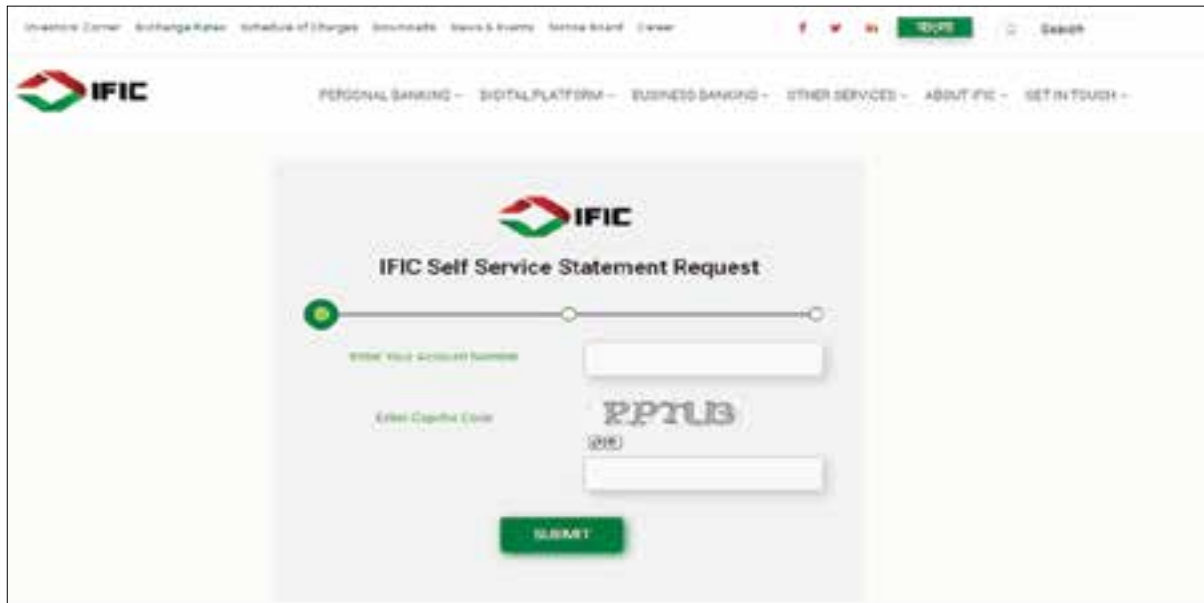 Investors Corner Exchange Rates Schedule of Charges Downloads News & Events Notice Board Career বাংলা Search
IFIC
PERSONAL BANKING DIGITAL PLATFORM BUSINESS BANKING OTHER SERVICES ABOUT IFIC GET IN TOUCH
IFIC
IFIC Self Service Statement Request
Enter Your Account Number
Enter Captcha Code
SUBMIT